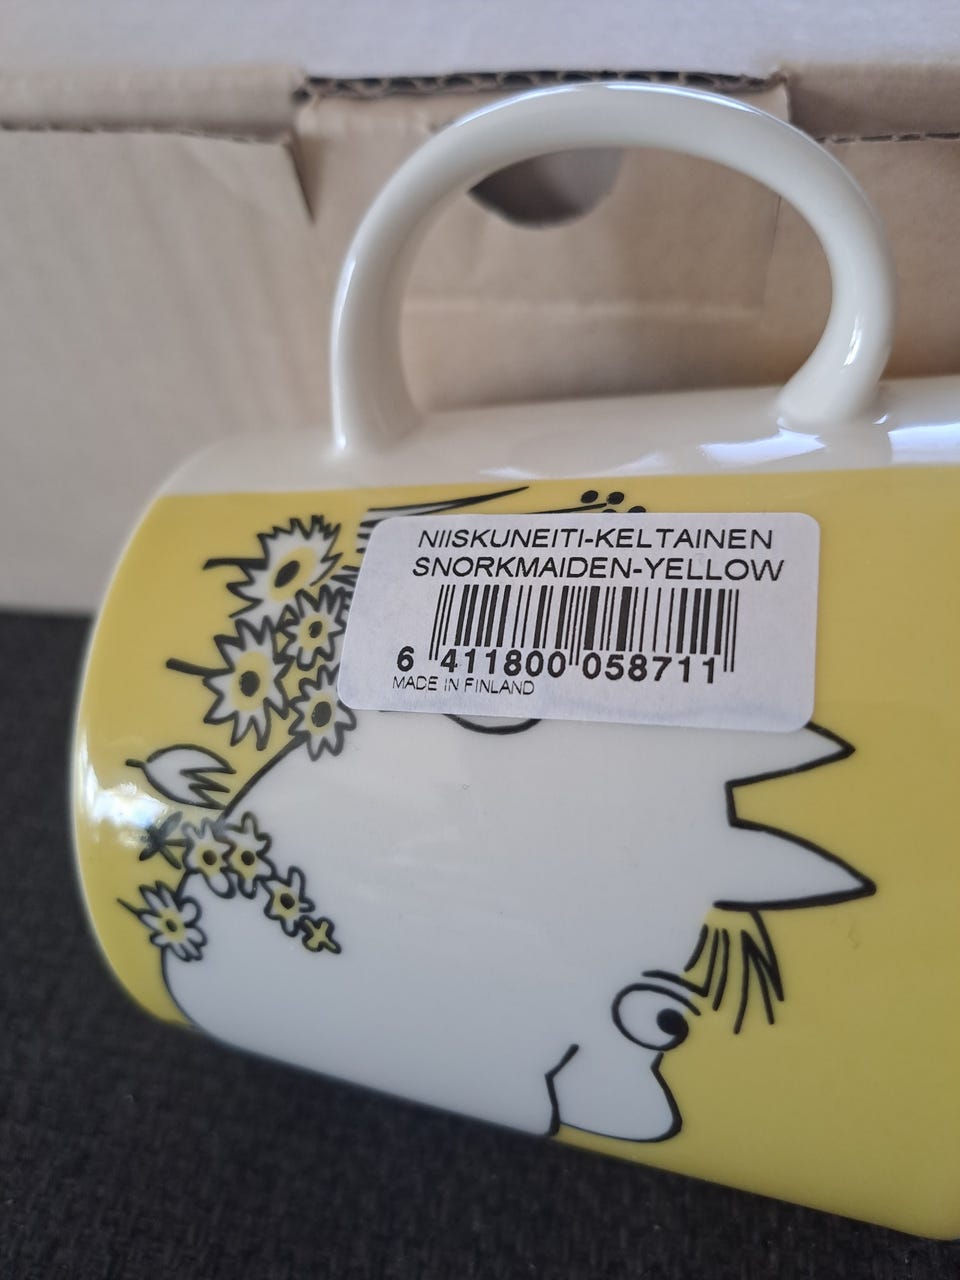 NIISKUNEITI-KELTAINEN
SNORKMAIDEN-YELLOW
6 411800 058711
MADE IN FINLAND